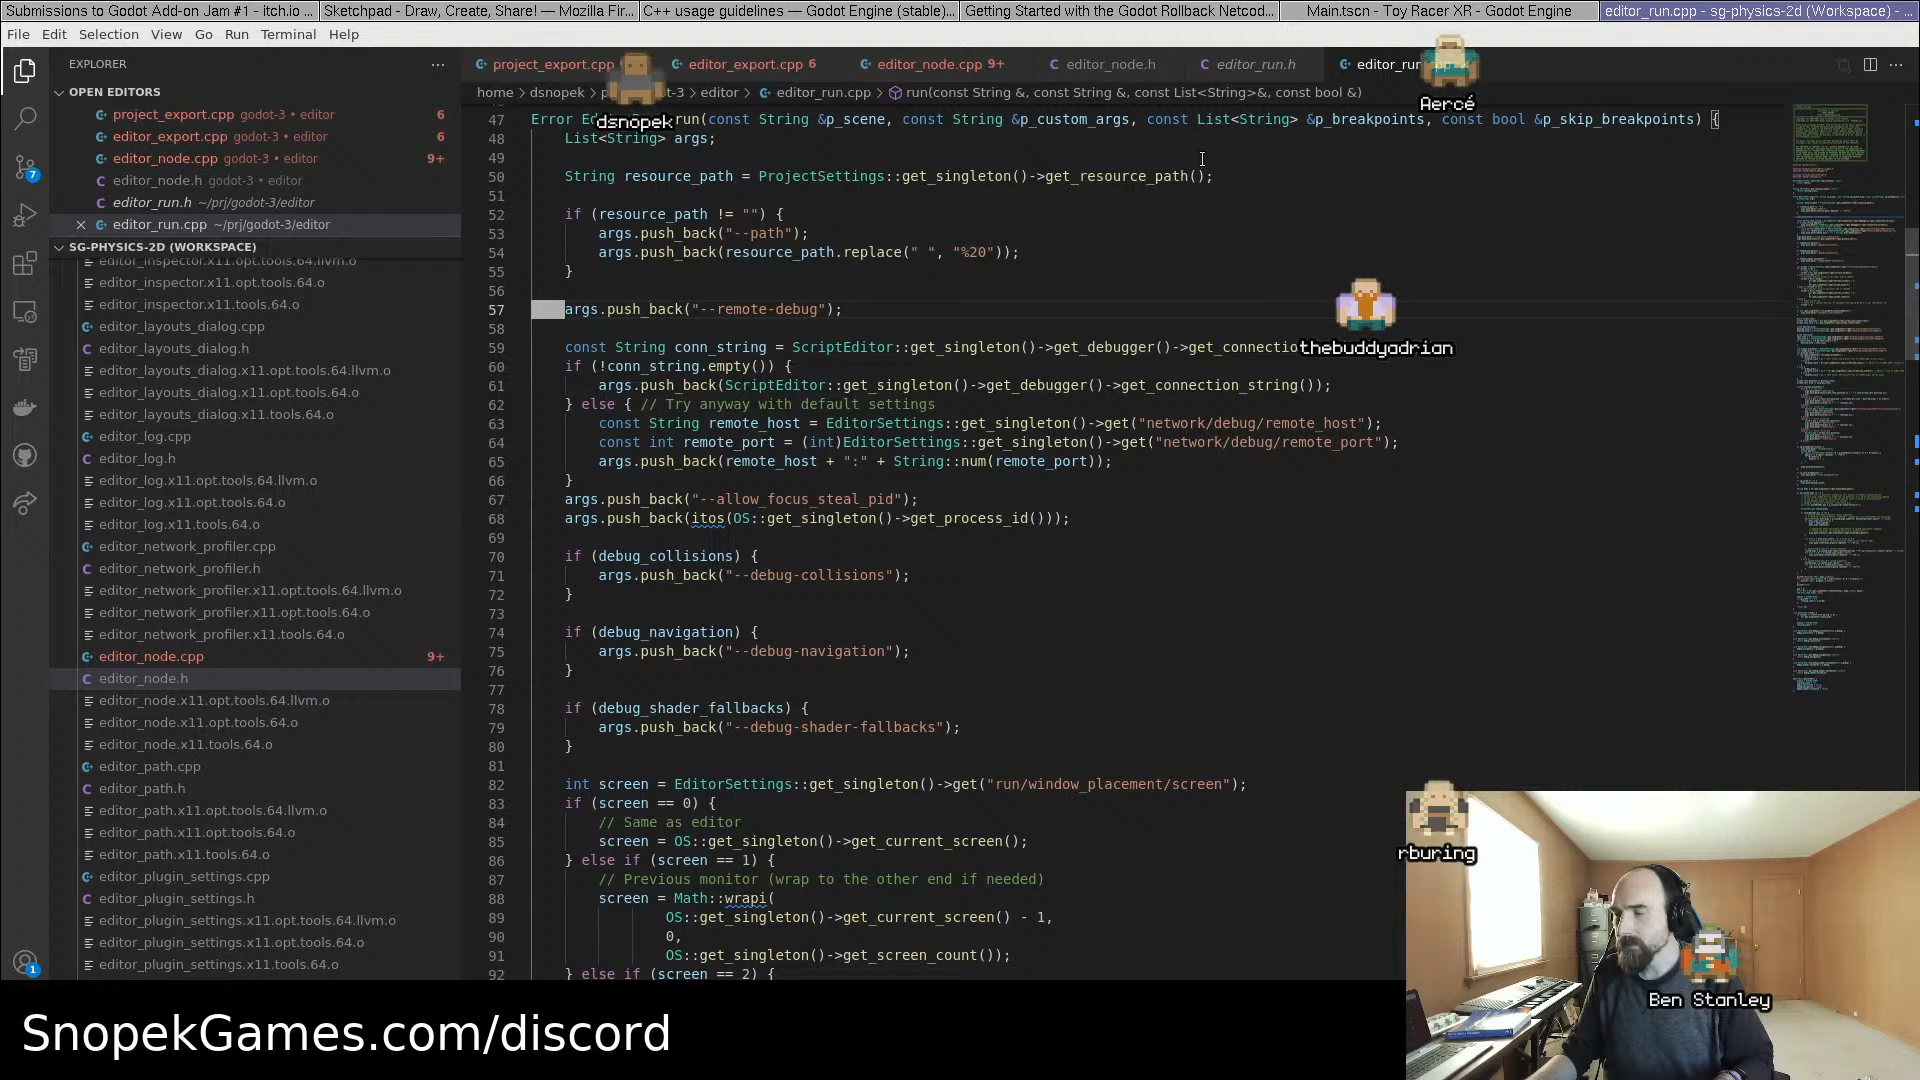 Submissions to Godot Add-on Jam #1 - itch.io ...
Sketchpad - Draw, Create, Share! — Mozilla Fir...
C++ usage guidelines — Godot Engine (stable)...
Getting Started with the Godot Rollback Netcod...
Main.tscn - Toy Racer XR - Godot Engine
editor_run.cpp - sg-physics-2d (Workspace) - ...
File Edit Selection View Go Run Terminal Help
EXPLORER
project_export.cpp
editor_export.cpp 6
editor_node.cpp 9+
editor_node.h
editor_run.h
OPEN EDITORS
home > dsnopek > > editor > editor_run.cpp > run(const String &, const String &, const List<String>&, const bool &)
project_export.cpp godot-3 • editor 6
editor_export.cpp godot-3 • editor 6
editor_node.cpp godot-3 • editor 9+
editor_node.h godot-3 • editor
editor_run.h ~/prj/godot-3/editor
editor_run.cpp ~/prj/godot-3/editor
SG-PHYSICS-2D (WORKSPACE)
editor_inspector.x11.opt.tools.64.llvm.o
editor_inspector.x11.opt.tools.64.o
editor_inspector.x11.tools.64.o
editor_layouts_dialog.cpp
editor_layouts_dialog.h
editor_layouts_dialog.x11.opt.tools.64.llvm.o
editor_layouts_dialog.x11.opt.tools.64.o
editor_layouts_dialog.x11.tools.64.o
editor_log.cpp
editor_log.h
editor_log.x11.opt.tools.64.llvm.o
editor_log.x11.opt.tools.64.o
editor_log.x11.tools.64.o
editor_network_profiler.cpp
editor_network_profiler.h
editor_network_profiler.x11.opt.tools.64.llvm.o
editor_network_profiler.x11.opt.tools.64.o
editor_network_profiler.x11.tools.64.o
editor_node.cpp 9+
editor_node.h
editor_node.x11.opt.tools.64.llvm.o
editor_node.x11.opt.tools.64.o
editor_node.x11.tools.64.o
editor_path.cpp
editor_path.h
editor_path.x11.opt.tools.64.llvm.o
editor_path.x11.opt.tools.64.o
editor_path.x11.tools.64.o
editor_plugin_settings.cpp
editor_plugin_settings.h
editor_plugin_settings.x11.opt.tools.64.llvm.o
editor_plugin_settings.x11.opt.tools.64.o
editor_plugin_settings.x11.tools.64.o
7
1
47 Error run(const String &p_scene, const String &p_custom_args, const List<String> &p_breakpoints, const bool &p_skip_breakpoints) {
48 List<String> args;
49
50 String resource_path = ProjectSettings::get_singleton()->get_resource_path();
51
52 if (resource_path != "") {
53 args.push_back("--path");
54 args.push_back(resource_path.replace(" ", "%20"));
55 }
56
57 args.push_back("--remote-debug");
58
59 const String conn_string = ScriptEditor::get_singleton()->get_debugger()->get_connectio
60 if (!conn_string.empty()) {
61 args.push_back(ScriptEditor::get_singleton()->get_debugger()->get_connection_string());
62 } else { // Try anyway with default settings
63 const String remote_host = EditorSettings::get_singleton()->get("network/debug/remote_host");
64 const int remote_port = (int)EditorSettings::get_singleton()->get("network/debug/remote_port");
65 args.push_back(remote_host + ":" + String::num(remote_port));
66 }
67 args.push_back("--allow_focus_steal_pid");
68 args.push_back(itos(OS::get_singleton()->get_process_id()));
69
70 if (debug_collisions) {
71 args.push_back("--debug-collisions");
72 }
73
74 if (debug_navigation) {
75 args.push_back("--debug-navigation");
76 }
77
78 if (debug_shader_fallbacks) {
79 args.push_back("--debug-shader-fallbacks");
80 }
81
82 int screen = EditorSettings::get_singleton()->get("run/window_placement/screen");
83 if (screen == 0) {
84 // Same as editor
85 screen = OS::get_singleton()->get_current_screen();
86 } else if (screen == 1) {
87 // Previous monitor (wrap to the other end if needed)
88 screen = Math::wrapi(
89 OS::get_singleton()->get_current_screen() - 1,
90 0,
91 OS::get_singleton()->get_screen_count());
92 } else if (screen == 2) {
dsnopek
Aercé
thebuddyadrian
rburing
Ben Stanley
SnopekGames.com/discord